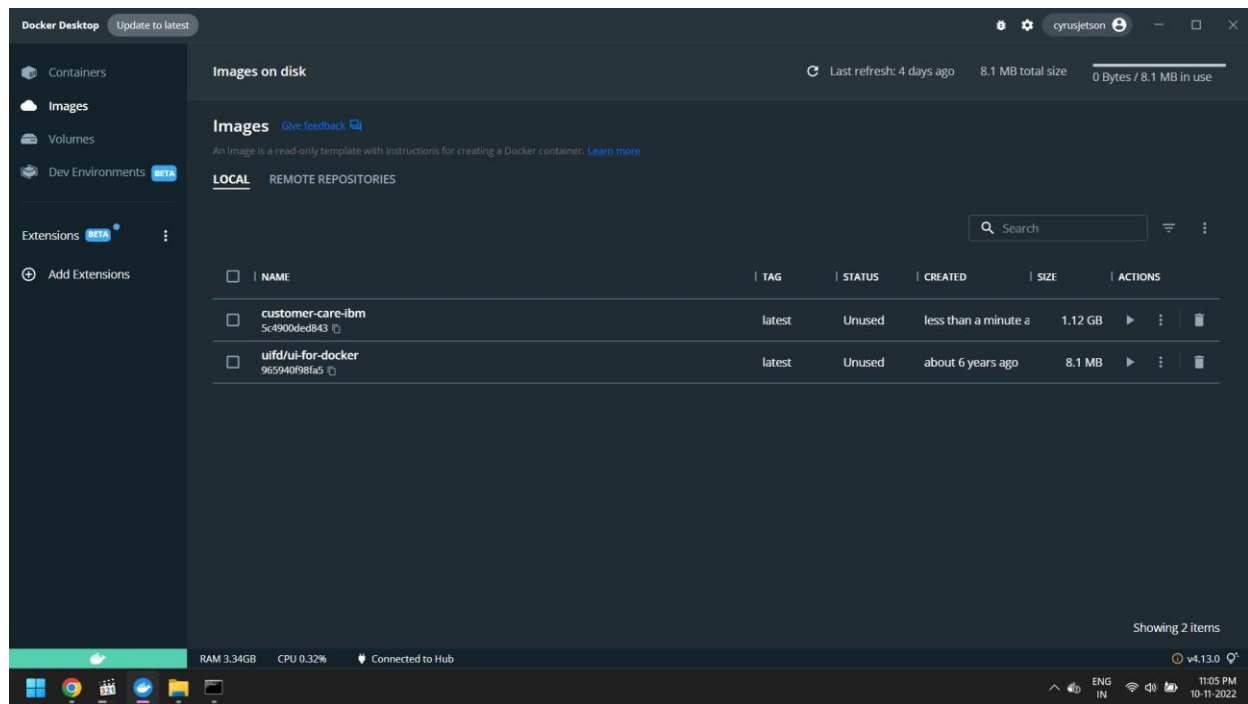 Docker Desktop Update to latest cyrusjetson
Containers
Images
Volumes
Dev Environments BETA
Extensions BETA
Add Extensions
Images on disk Last refresh: 4 days ago 8.1 MB total size 0 Bytes / 8.1 MB in use
Images Give feedback
An image is a read-only template with instructions for creating a Docker container. Learn more
LOCAL REMOTE REPOSITORIES
Search
NAME TAG STATUS CREATED SIZE ACTIONS
customer-care-ibm latest Unused less than a minute a 1.12 GB
5c4900ded843
uifd/ui-for-docker latest Unused about 6 years ago 8.1 MB
965940f98fa5
Showing 2 items
RAM 3.34GB CPU 0.32% Connected to Hub v4.13.0
321
ENG 11:05 PM
IN 10-11-2022